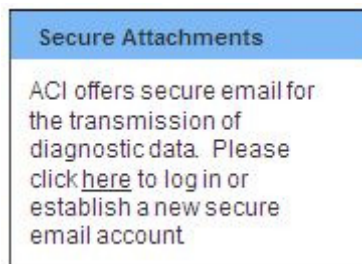 Secure Attachments
ACI offers secure email for
the transmission of
diagnostic data. Please
click here to log in or
establish a new secure
email account